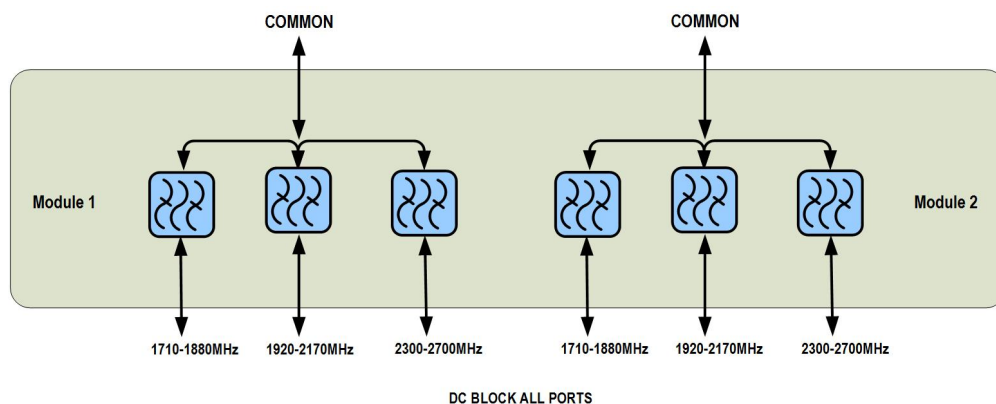 COMMON COMMON
Module 1 Module 2
1710-1880MHz 1920-2170MHz 2300-2700MHz 1710-1880MHz 1920-2170MHz 2300-2700MHz
DC BLOCK ALL PORTS